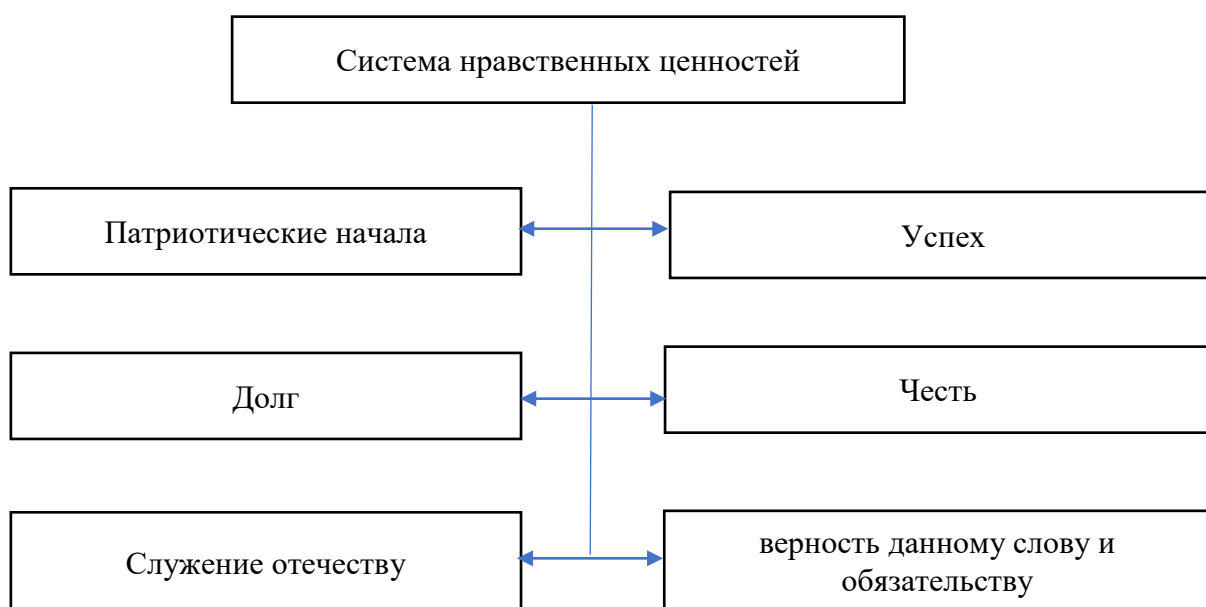 Система нравственных ценностей
Патриотические начала
Успех
Долг
Честь
Служение отечеству
верность данному слову и
обязательству